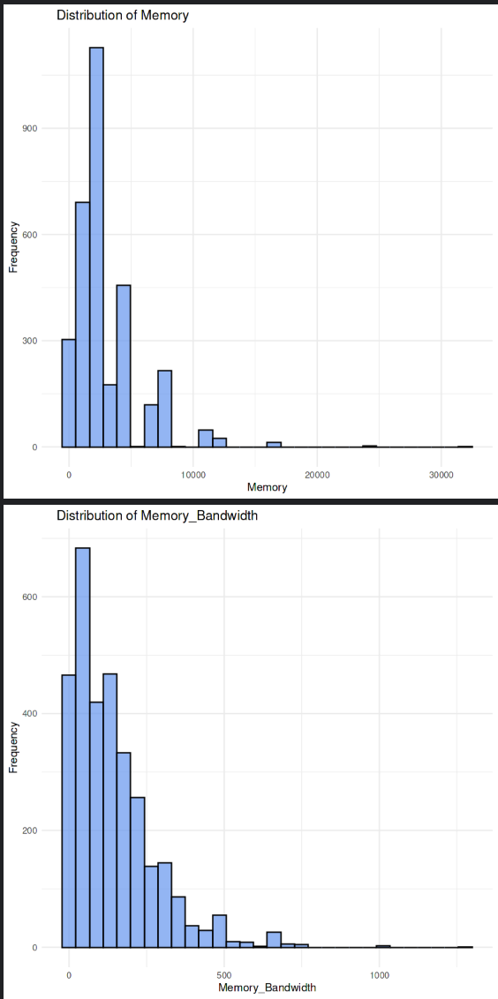 Distribution of Memory
900
600
300
0
Frequency
0 10000 20000 30000
Memory
Distribution of Memory_Bandwidth
600
400
200
0
Frequency
0 500 1000
Memory_Bandwidth